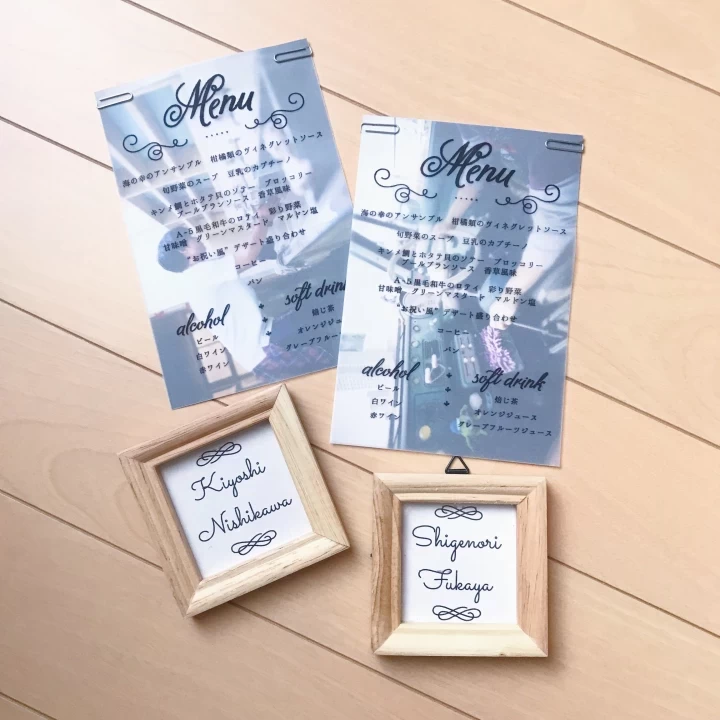 Menu
海の幸のアンサンブル 柑橘類のヴィネグレットソース
旬野菜のスープ 豆乳のカプチーノ
キンメ鯛とホタテ貝のソテー ブロッコリー
ブールブランソース 香草風味
A-5黒毛和牛のロティ 彩り野菜
甘味噌 グリーンマスタード マルドン塩
"お祝い風"デザート盛り合わせ
コーヒー
パン
alcohol
ビール
白ワイン
赤ワイン
soft drink
焙じ茶
オレンジジュース
グレープフルーツジュース
Menu
海の幸のアンサンブル 柑橘類のヴィネグレットソース
旬野菜のスープ 豆乳のカプチーノ
キンメ鯛とホタテ貝のソテー ブロッコリー
ブールブランソース 香草風味
A-5黒毛和牛のロティ 彩り野菜
甘味噌 グリーンマスタード マルドン塩
"お祝い風"デザート盛り合わせ
コーヒー
パン
alcohol
ビール
白ワイン
赤ワイン
soft drink
焙じ茶
オレンジジュース
グレープフルーツジュース
Kiyoshi
Nishikawa
Shigenori
Fukaya